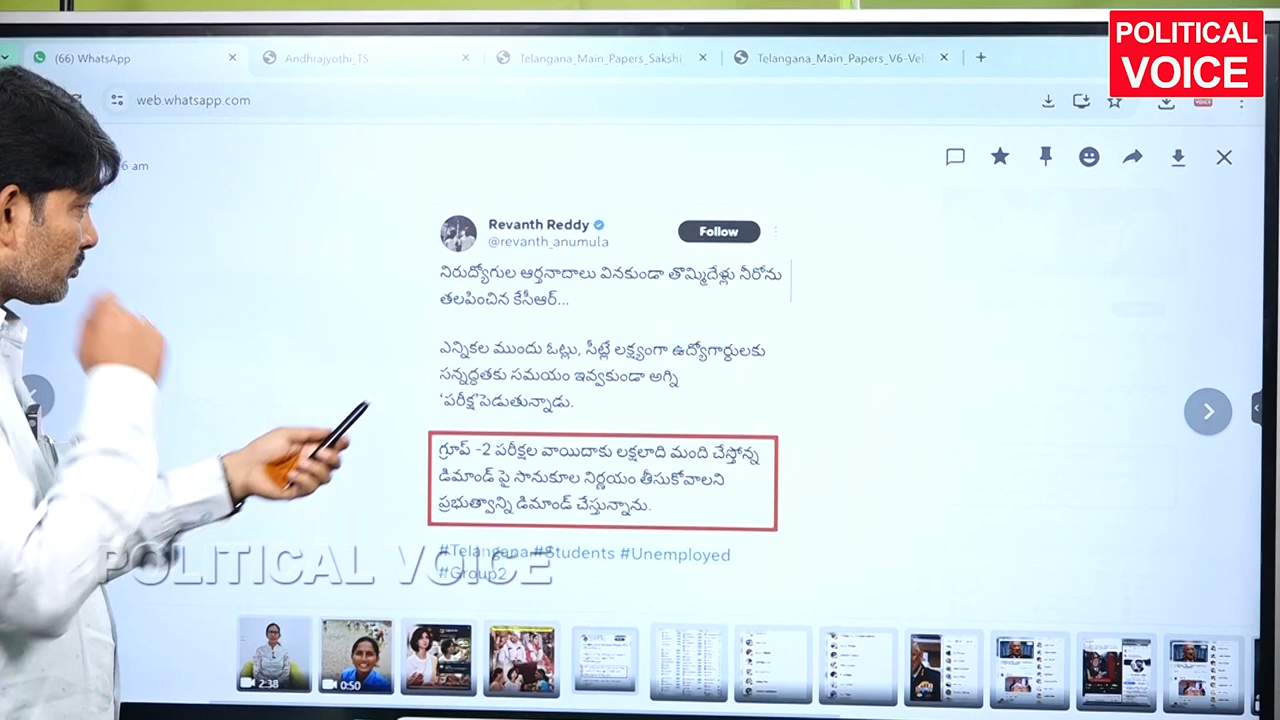 POLITICAL
VOICE
(66) WhatsApp
Andhrajyothi_TS
Telangana_Main_Papers_Sakshi
Telangana_Main_Papers_V6-Vel
web.whatsapp.com
6 am
Revanth Reddy
@revanth_anumula
Follow
నిరుద్యోగుల ఆర్తనాదాలు వినకుండా తొమ్మిదేళ్లు నీరోను
తలపించిన కేసీఆర్...
ఎన్నికల ముందు ఓట్లు, సీట్లే లక్ష్యంగా ఉద్యోగార్థులకు
సన్నద్ధతకు సమయం ఇవ్వకుండా అగ్ని
‘పరీక్ష’పెడుతున్నాడు.
గ్రూప్ -2 పరీక్షల వాయిదాకు లక్షలాది మంది చేస్తోన్న
డిమాండ్ పై సానుకూల నిర్ణయం తీసుకోవాలని
ప్రభుత్వాన్ని డిమాండ్ చేస్తున్నాను.
#Telangana #Students #Unemployed
#Group2
POLITICAL VOICE
2:38
0:50